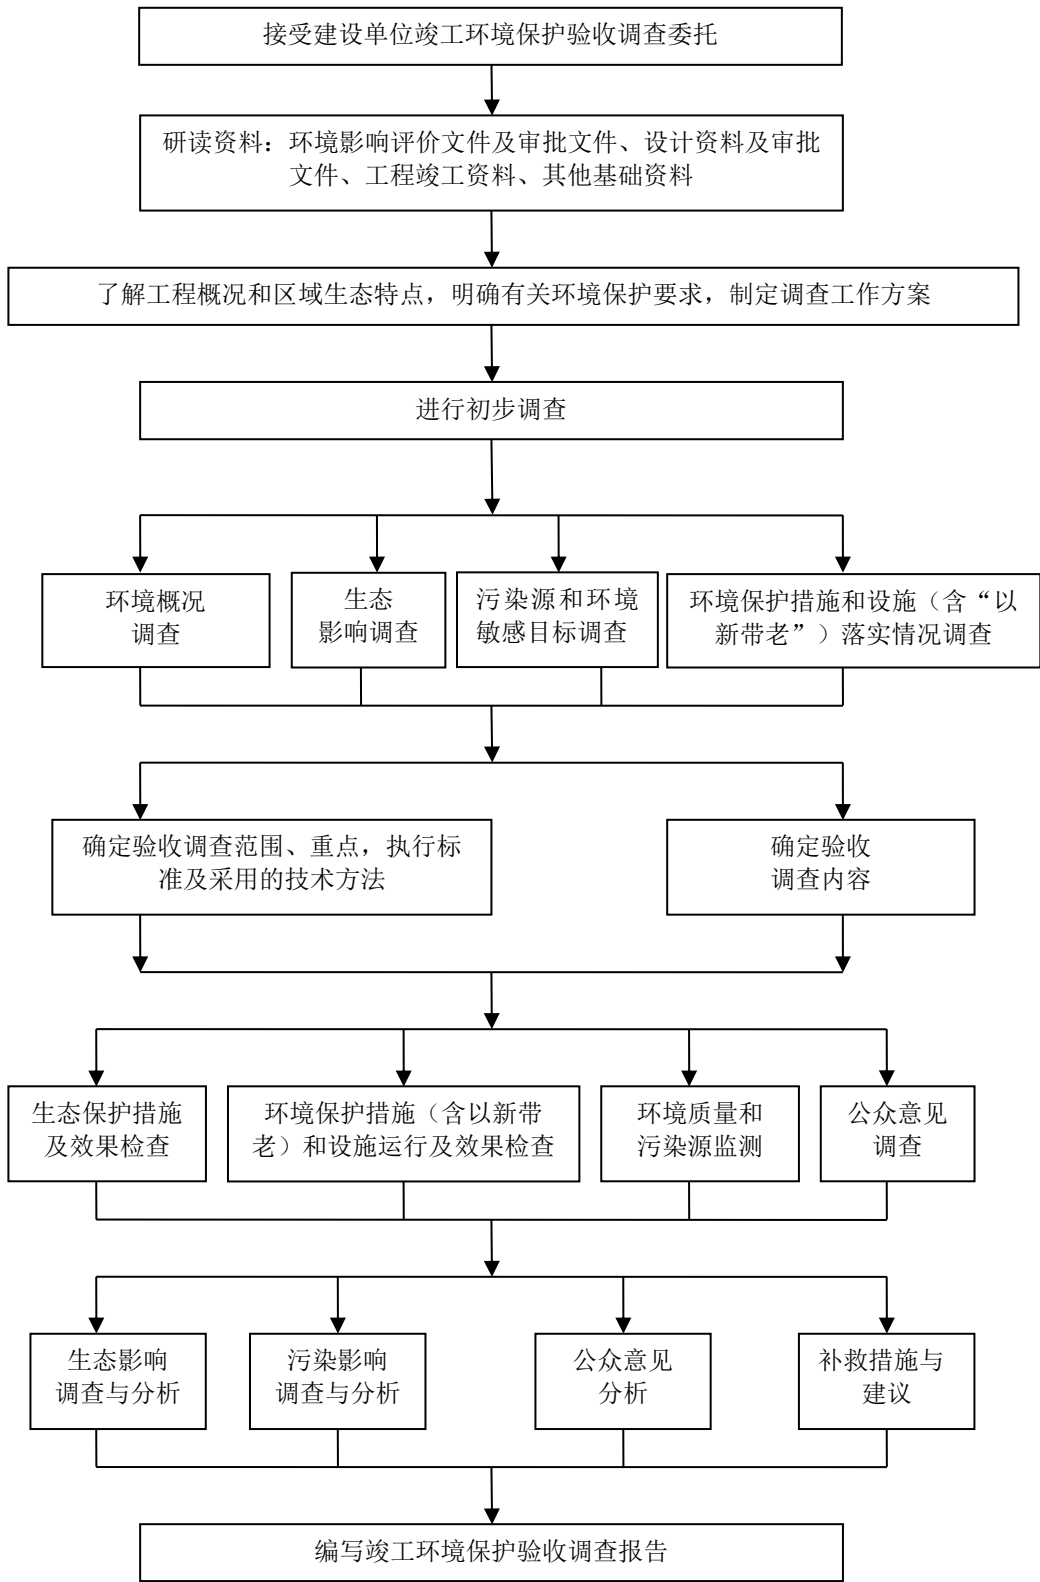 接受建设单位竣工环境保护验收调查委托
研读资料：环境影响评价文件及审批文件、设计资料及审批
文件、工程竣工资料、其他基础资料
了解工程概况和区域生态特点，明确有关环境保护要求，制定调查工作方案
进行初步调查
环境概况
调查
生态
影响调查
污染源和环境
敏感目标调查
环境保护措施和设施（含“以
新带老”）落实情况调查
确定验收调查范围、重点，执行标
准及采用的技术方法
确定验收
调查内容
生态保护措施
及效果检查
环境保护措施（含以新带
老）和设施运行及效果检查
环境质量和
污染源监测
公众意见
调查
生态影响
调查与分析
污染影响
调查与分析
公众意见
分析
补救措施与
建议
编写竣工环境保护验收调查报告